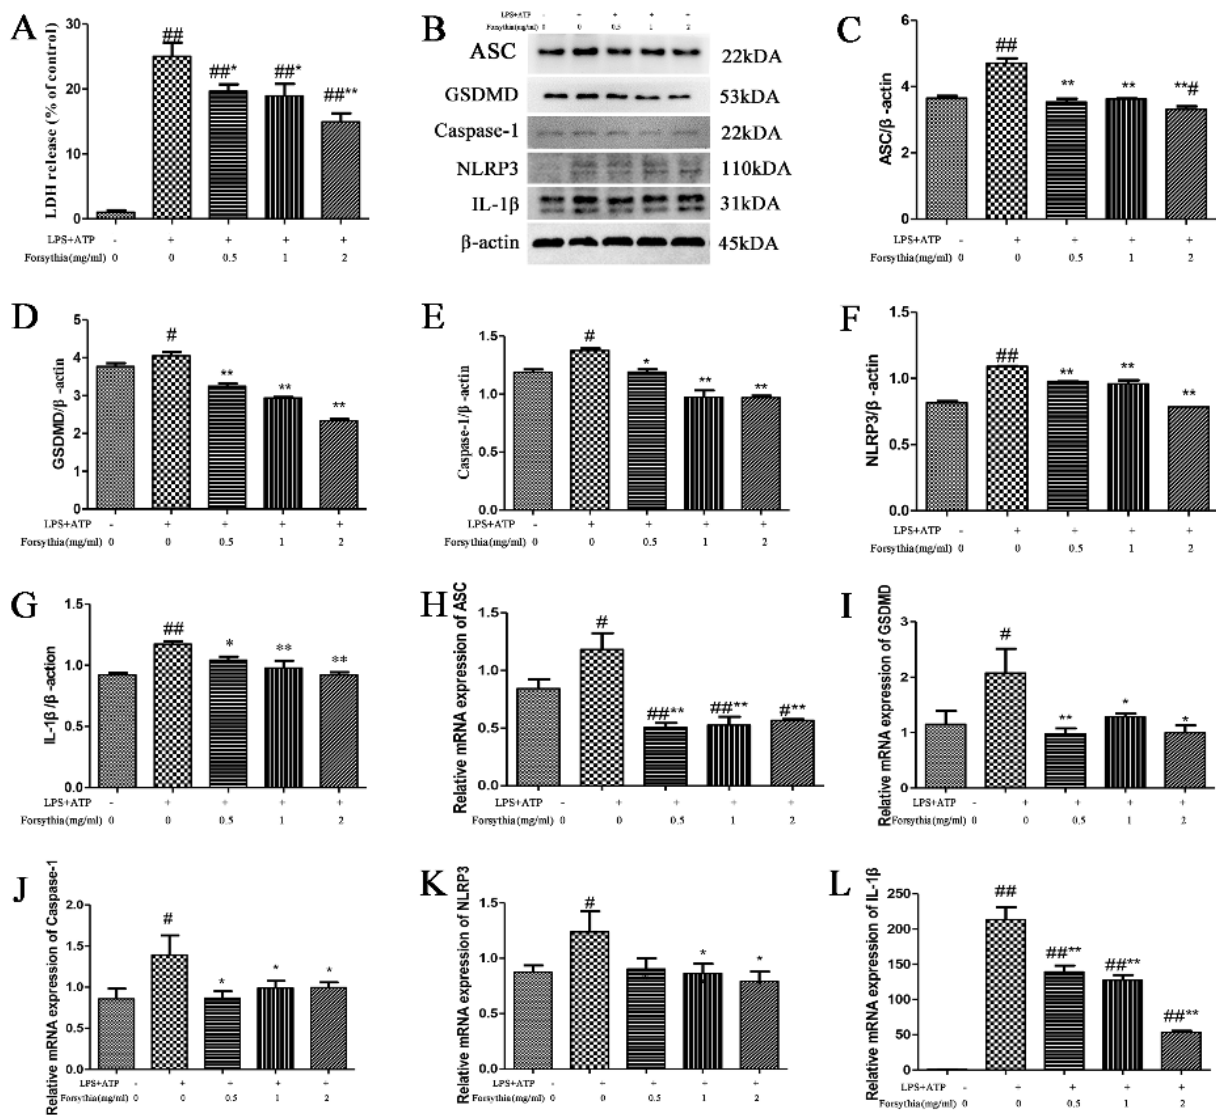 A
LDH release (% of control)
30
20
10
0
##
##*
##*
##**
LPS+ATP - + + + +
Forsythia(mg/ml) 0 0 0.5 1 2
B
LPS+ATP - + + + +
Forsythia(mg/ml) 0 0 0.5 1 2
ASC 22kDA
GSDMD 53kDA
Caspase-1 22kDA
NLRP3 110kDA
IL-1β 31kDA
β-actin 45kDA
C
ASC/β -actin
6
4
2
0
##
**
**
**#
LPS+ATP - + + + +
Forsythia(mg/ml) 0 0 0.5 1 2
D
GSDMD/β -actin
5
4
3
2
1
0
#
**
**
**
LPS+ATP - + + + +
Forsythia(mg/ml) 0 0 0.5 1 2
E
Caspase-1/β -actin
1.5
1.0
0.5
0.0
#
*
**
**
LPS+ATP - + + + +
Forsythia(mg/ml) 0 0 0.5 1 2
F
NLRP3/β -actin
1.5
1.0
0.5
0.0
##
**
**
**
LPS+ATP - + + + +
Forsythia(mg/ml) 0 0 0.5 1 2
G
IL-1β /β -action
1.5
1.0
0.5
0.0
##
*
**
**
LPS+ATP - + + + +
Forsythia(mg/ml) 0 0 0.5 1 2
H
Relative mRNA expression of ASC
1.5
1.0
0.5
0.0
#
##**
##**
#**
LPS+ATP - + + + +
Forsythia(mg/ml) 0 0 0.5 1 2
I
Relative mRNA expression of GSDMD
3
2
1
0
#
**
*
*
LPS+ATP - + + + +
Forsythia(mg/ml) 0 0 0.5 1 2
J
Relative mRNA expression of Caspase-1
2.0
1.5
1.0
0.5
0.0
#
*
*
*
LPS+ATP - + + + +
Forsythia(mg/ml) 0 0 0.5 1 2
K
Relative mRNA expression of NLRP3
1.5
1.0
0.5
0.0
#
*
*
LPS+ATP - + + + +
Forsythia(mg/ml) 0 0 0.5 1 2
L
Relative mRNA expression of IL-1β
250
200
150
100
50
0
##
##**
##**
##**
LPS+ATP - + + + +
Forsythia(mg/ml) 0 0 0.5 1 2